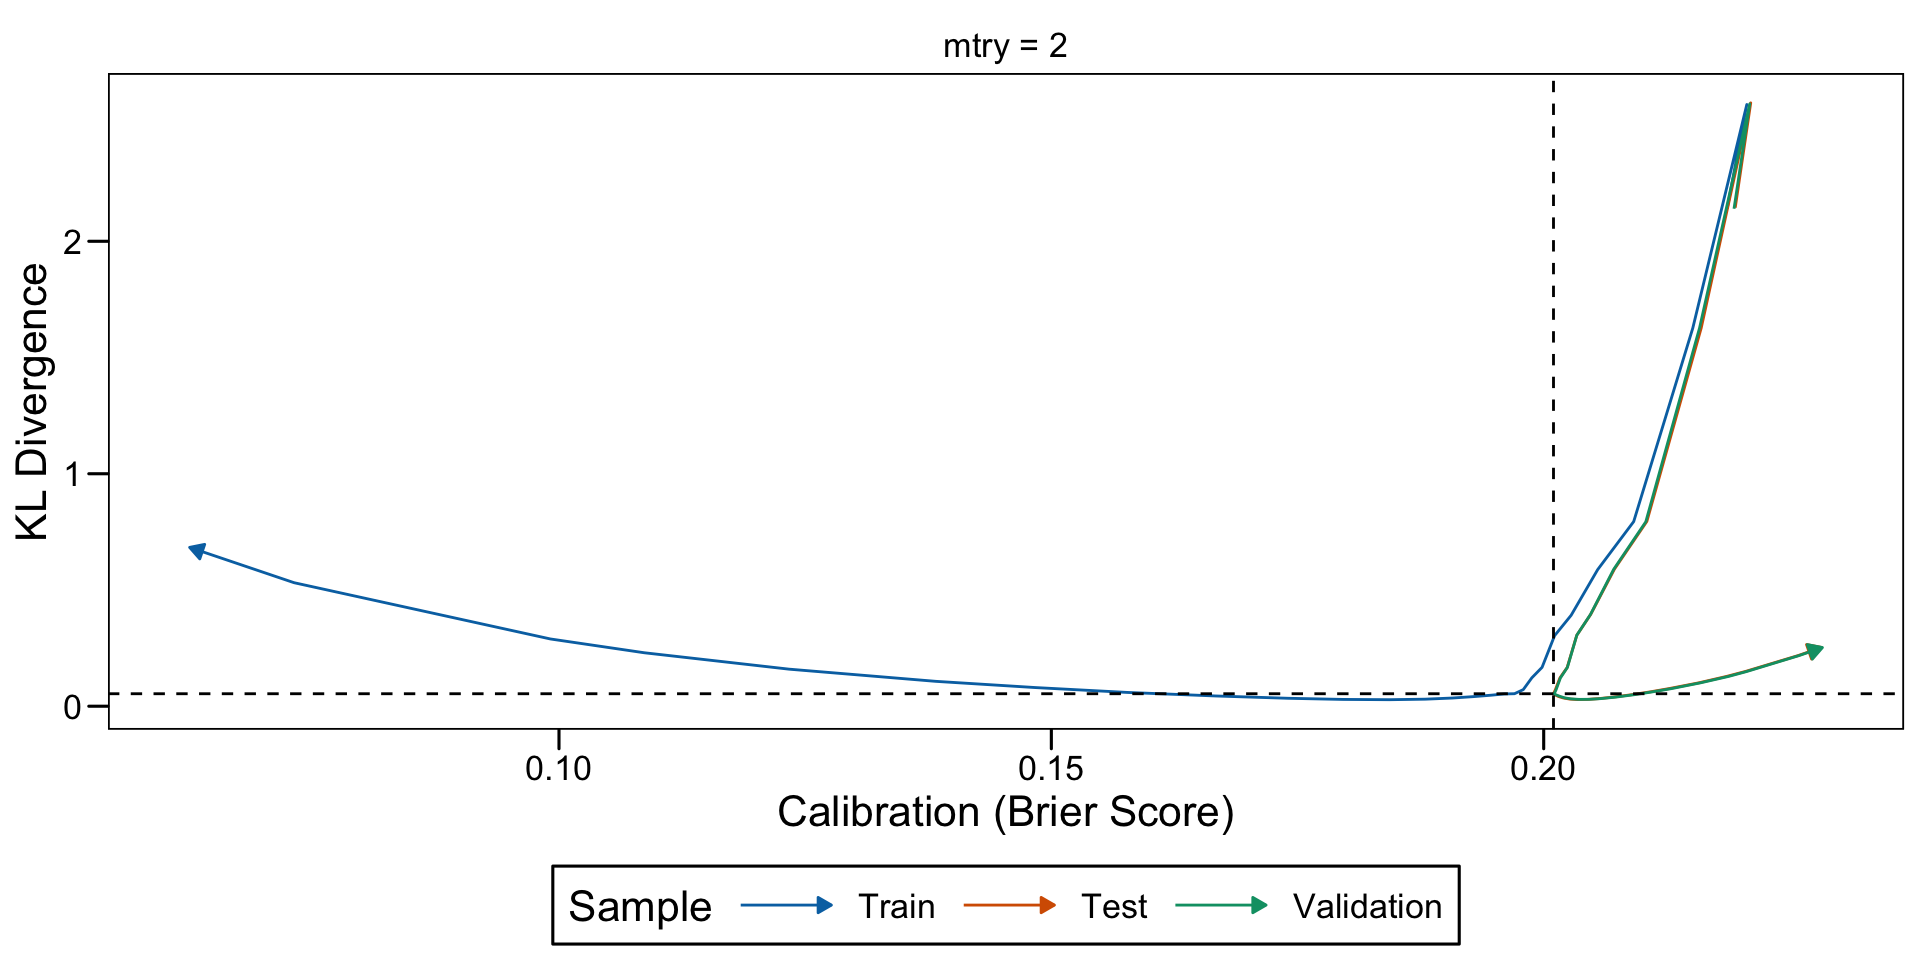 mtry = 2
KL Divergence
2
1
0
0.10 0.15 0.20
Calibration (Brier Score)
Sample Train Test Validation